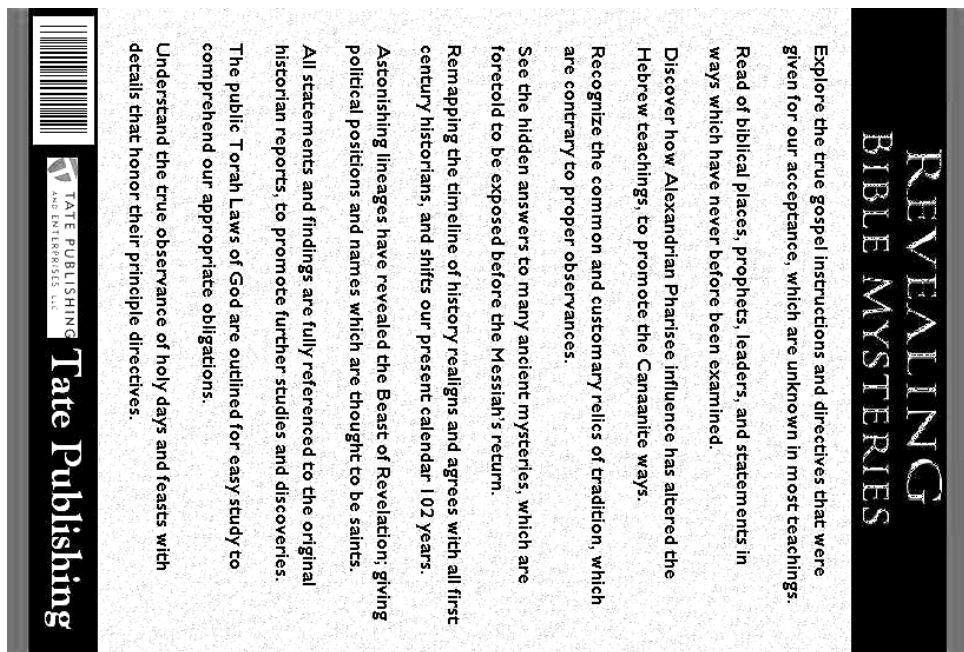 REVEALING
BIBLE MYSTERIES
Explore the true gospel instructions and directives that were
given for our acceptance, which are unknown in most teachings.
Read of biblical places, prophets, leaders, and statements in
ways which have never before been examined.
Discover how Alexandrian Pharisee influence has altered the
Hebrew teachings, to promote the Canaanite ways.
Recognize the common and customary relics of tradition, which
are contrary to proper observances.
See the hidden answers to many ancient mysteries, which are
foretold to be exposed before the Messiah's return.
Remapping the timeline of history realigns and agrees with all first
century historians, and shifts our present calendar 102 years.
Astonishing lineages have revealed the Beast of Revelation; giving
political positions and names which are thought to be saints.
All statements and findings are fully referenced to the original
historian reports, to promote further studies and discoveries.
The public Torah Laws of God are outlined for easy study to
comprehend our appropriate obligations.
Understand the true observance of holy days and feasts with
details that honor their principle directives.
TATE PUBLISHING
AND ENTERPRISES LLC
Tate Publishing